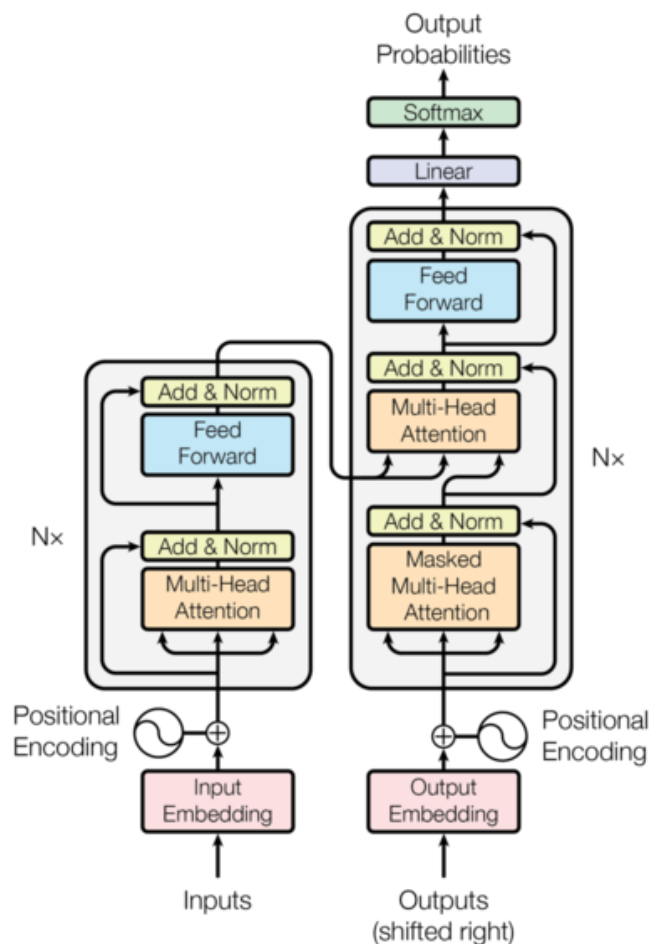 Output
Probabilities
Softmax
Linear
Add & Norm
Feed
Forward
Add & Norm
Multi-Head
Attention
Add & Norm
Masked
Multi-Head
Attention
Nx
Add & Norm
Feed
Forward
Add & Norm
Multi-Head
Attention
Nx
Positional
Encoding
Positional
Encoding
Input
Embedding
Output
Embedding
Inputs
Outputs
(shifted right)